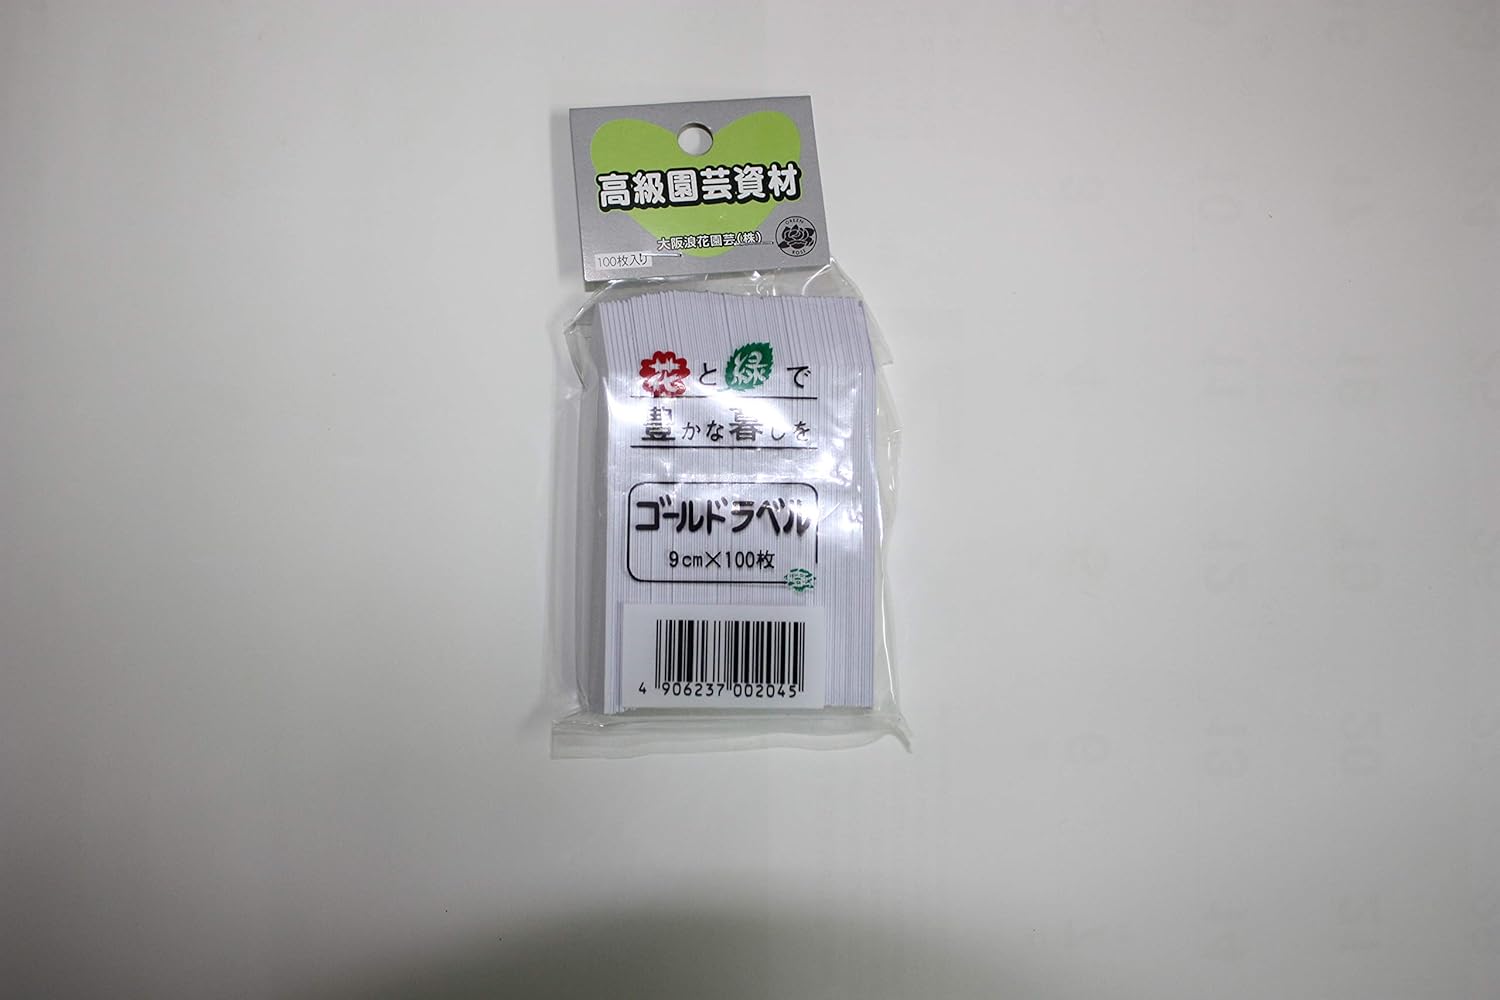 高級園芸資材
大阪浪花園芸(株)
GREEN
ROSE
100枚入り
花と緑で
豊かな暮しを
ゴールドラベル
9cm×100枚
4 906237 002045